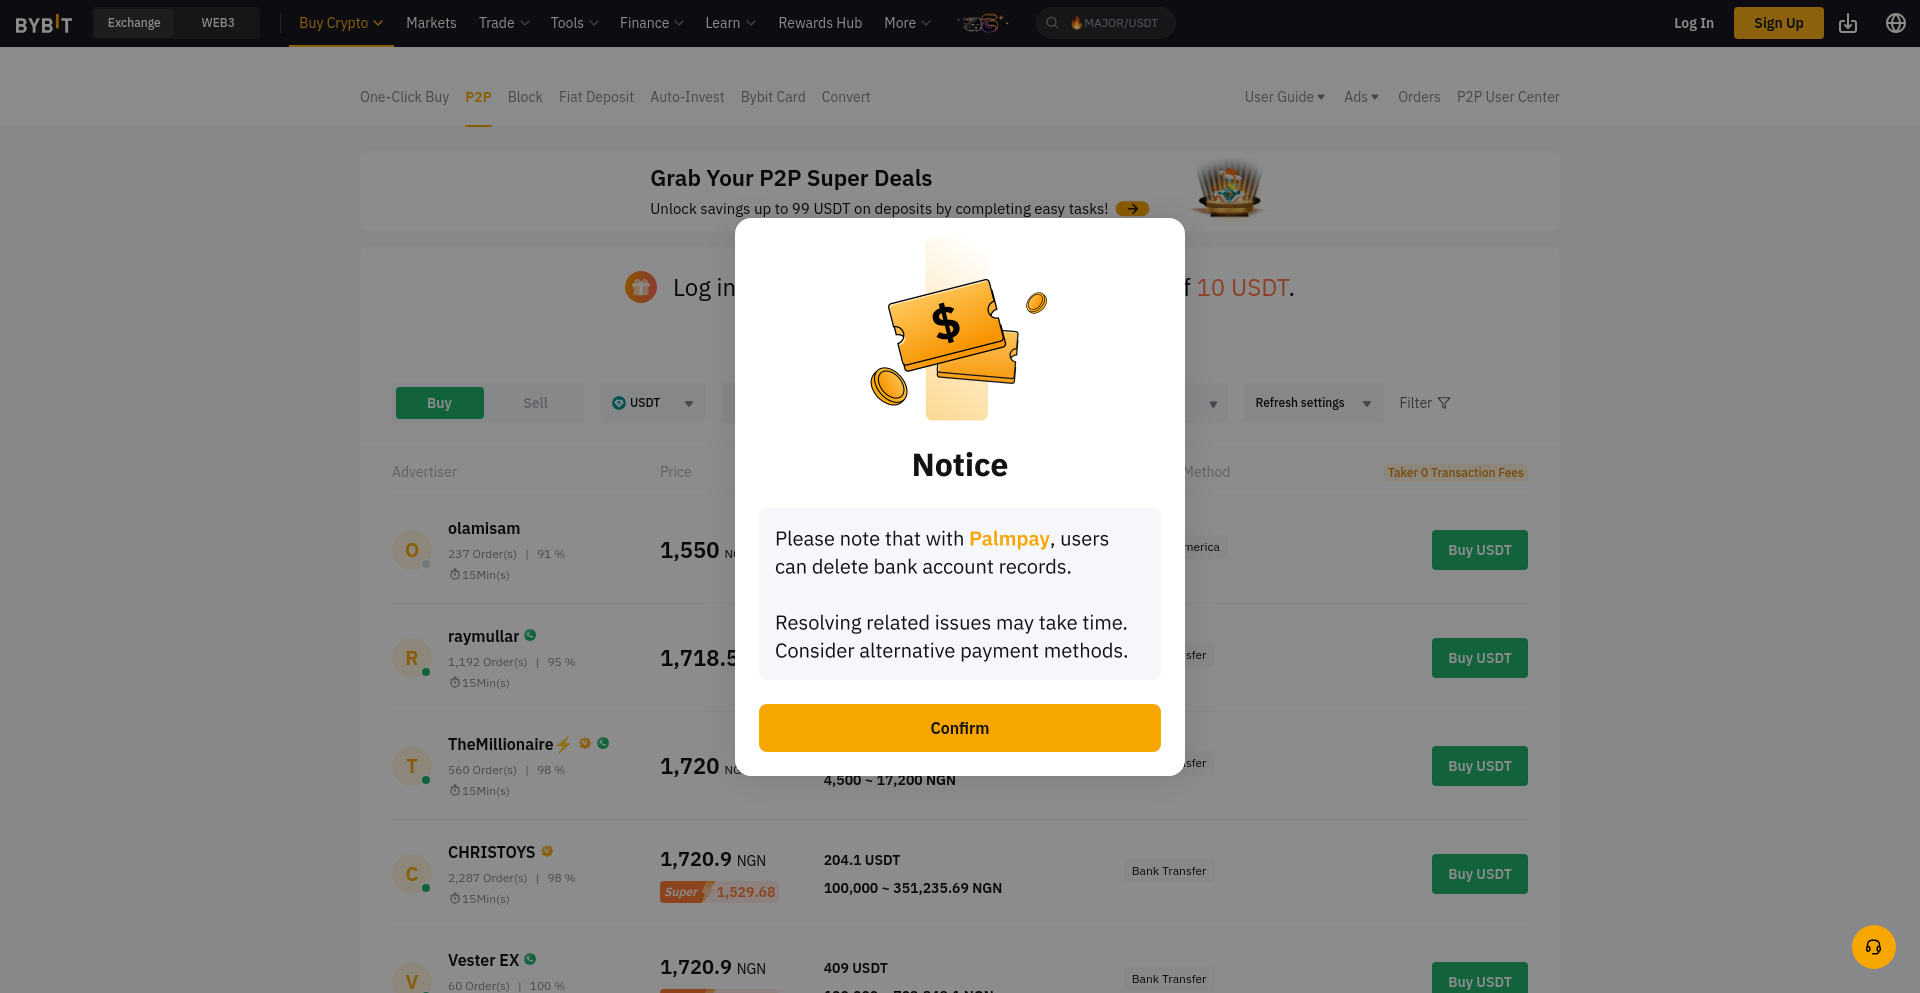 BYBIT Exchange WEB3 Buy Crypto Markets Trade Tools Finance Learn Rewards Hub More MAJOR/USDT Log In Sign Up
One-Click Buy P2P Block Fiat Deposit Auto-Invest Bybit Card Convert User Guide Ads Orders P2P User Center
Grab Your P2P Super Deals
Unlock savings up to 99 USDT on deposits by completing easy tasks!
Log in
10 USDT.
$
Buy Sell USDT Refresh settings Filter
Notice
Advertiser Price Method Taker 0 Transaction Fees
Please note that with Palmpay, users
can delete bank account records.
Resolving related issues may take time.
Consider alternative payment methods.
Confirm
O olamisam
237 Order(s) | 91 %
15Min(s)
1,550
Buy USDT
R raymullar
1,192 Order(s) | 95 %
15Min(s)
1,718.5
Buy USDT
T TheMillionaire
560 Order(s) | 98 %
15Min(s)
1,720
4,500 ~ 17,200 NGN
Buy USDT
C CHRISTOYS
2,287 Order(s) | 98 %
15Min(s)
1,720.9 NGN
Super 1,529.68
204.1 USDT
100,000 ~ 351,235.69 NGN
Bank Transfer
Buy USDT
V Vester EX
60 Order(s) | 100 %
1,720.9 NGN
409 USDT
Bank Transfer
Buy USDT